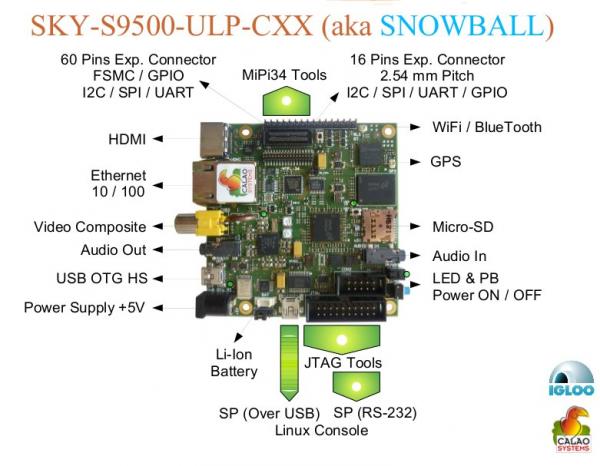 SKY-S9500-ULP-CXX (aka SNOWBALL)
60 Pins Exp. Connector
FSMC / GPIO
I2C / SPI / UART
MiPi34 Tools
16 Pins Exp. Connector
2.54 mm Pitch
I2C / SPI / UART / GPIO
HDMI
WiFi / BlueTooth
Ethernet
10 / 100
GPS
CALAO
SYSTEMS
Video Composite
Micro-SD
Audio Out
Audio In
USB OTG HS
LED & PB
Power ON / OFF
Power Supply +5V
Li-Ion
Battery
JTAG Tools
SP (Over USB)
SP (RS-232)
Linux Console
IGLOO
CALAO
SYSTEMS